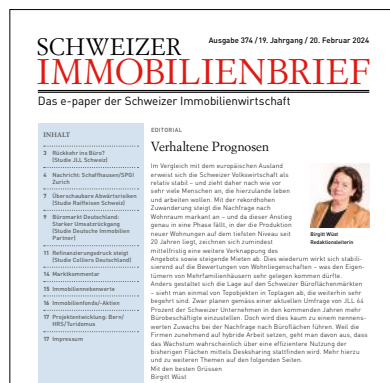 SCHWEIZER
Ausgabe 374 / 19. Jahrgang / 20. Februar 2024
IMMOBILIENBRIEF
Das e-paper der Schweizer Immobilienwirtschaft
INHALT
3 Rückkehr ins Büro?
(Studie JLL Schweiz)
4 Nachricht: Schaffhausen/SPGI
Zurich
7 Überschaubare Abwärtsrisiken
(Studie Raiffeisen Schweiz)
9 Büromarkt Deutschland:
Starker Umsatzrückgang
(Studie Deutsche Immobilien
Partner)
11 Refinanzierungsdruck steigt
(Studie Colliers Deutschland)
14 Marktkommentar
15 Immobiliennebenwerte
16 Immobilienfonds/-Aktien
17 Projektentwicklung: Bern/
HRS/Turidomus
17 Impressum
EDITORIAL
Verhaltene Prognosen
Im Vergleich mit dem europäischen Ausland
erweist sich die Schweizer Volkswirtschaft als
relativ stabil – und zieht daher nach wie vor
sehr viele Menschen an, die hierzulande leben
und arbeiten wollen. Mit der rekordhohen
Zuwanderung steigt die Nachfrage nach
Wohnraum markant an – und da dieser Anstieg
genau in eine Phase fällt, in der die Produktion
neuer Wohnungen auf dem tiefsten Niveau seit
20 Jahren liegt, zeichnen sich zumindest
mittelfristig eine weitere Verknappung des
Angebots sowie steigende Mieten ab. Dies wiederum wirkt sich stabili-
sierend auf die Bewertungen von Wohnliegenschaften – was den Eigen-
tümern von Mehrfamilienhäusern sehr gelegen kommen dürfte.
Anders gestaltet sich die Lage auf den Schweizer Büroflächenmärkten
– sieht man einmal von Topobjekten in Toplagen ab, die weiterhin sehr
begehrt sind. Zwar planen gemäss einer aktuellen Umfrage von JLL 64
Prozent der Schweizer Unternehmen in den kommenden Jahren mehr
Bürobeschäftigte einzustellen. Doch wird dies kaum zu einem nennens-
werten Zuwachs bei der Nachfrage nach Büroflächen führen. Weil die
Firmen zunehmend auf hybride Arbeit setzen, geht man davon aus, dass
das Wachstum wahrscheinlich über eine effizientere Nutzung der
bisherigen Flächen mittels Desksharing stattfinden wird. Mehr hierzu
und zu weiteren Themen auf den folgenden Seiten.
Mit den besten Grüssen
Birgitt Wüst
Birgitt Wüst
Redaktionsleiterin